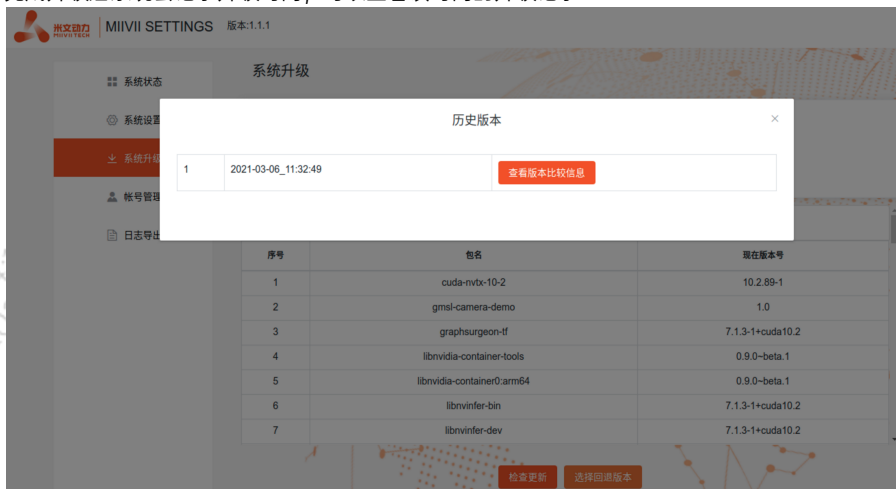 米文动力
MIIVII TECH
MIIVII SETTINGS 版本:1.1.1
系统状态
系统设置
系统升级
帐号管理
日志导出
系统升级
历史版本
×
1 2021-03-06_11:32:49 查看版本比较信息
序号 包名 现在版本号
1 cuda-nvtx-10-2 10.2.89-1
2 gmsl-camera-demo 1.0
3 graphsurgeon-tf 7.1.3-1+cuda10.2
4 libnvidia-container-tools 0.9.0~beta.1
5 libnvidia-container0:arm64 0.9.0~beta.1
6 libnvinfer-bin 7.1.3-1+cuda10.2
7 libnvinfer-dev 7.1.3-1+cuda10.2
检查更新 选择回退版本